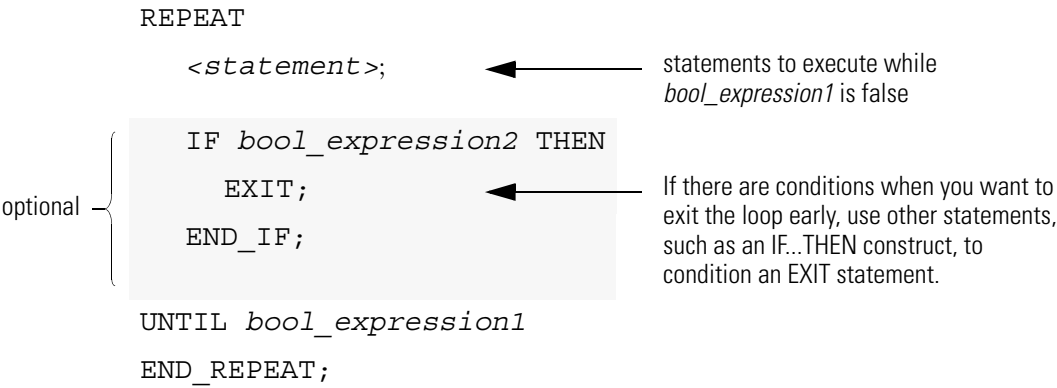 REPEAT
<statement>;
statements to execute while
bool_expression1 is false
IF bool_expression2 THEN
EXIT;
END_IF;
optional
If there are conditions when you want to
exit the loop early, use other statements,
such as an IF...THEN construct, to
condition an EXIT statement.
UNTIL bool_expression1
END_REPEAT;